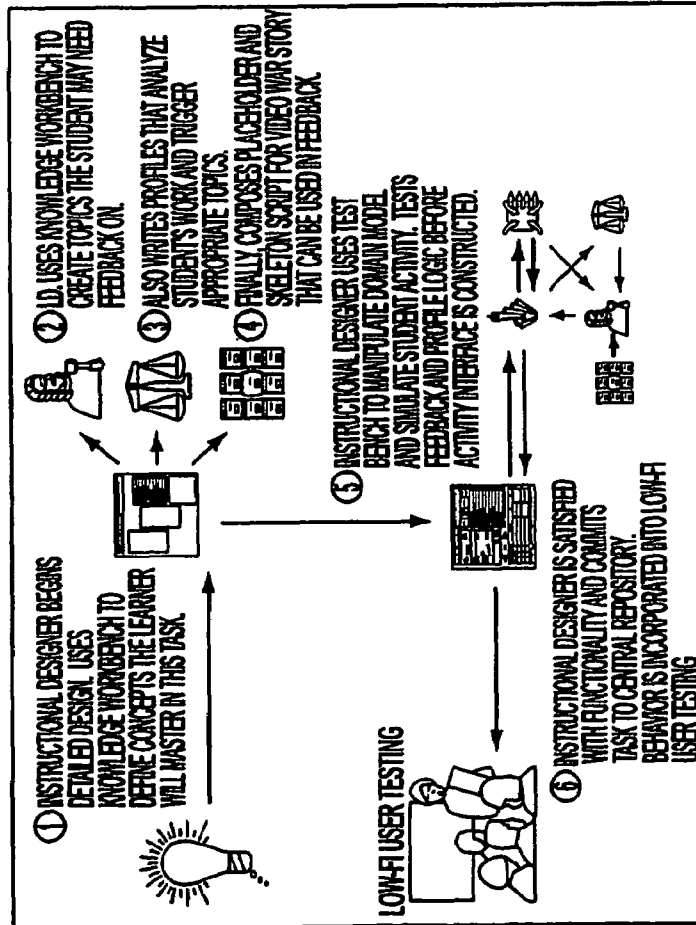 ① INSTRUCTIONAL DESIGNER BEGINS
DETAILED DESIGN. USES
KNOWLEDGE WORKBENCH TO
DEFINE CONCEPTS THE LEARNER
WILL MASTER IN THIS TASK.
② I.D. USES KNOWLEDGE WORKBENCH TO
CREATE TOPICS THE STUDENT MAY NEED
FEEDBACK ON.
③ ALSO WRITES PROFILES THAT ANALYZE
STUDENT'S WORK AND TRIGGER
APPROPRIATE TOPICS.
④ FINALLY, COMPOSES PLACEHOLDER AND
SKELETON SCRIPT FOR VIDEO WAR STORY
THAT CAN BE USED IN FEEDBACK.
⑤ INSTRUCTIONAL DESIGNER USES TEST
BENCH TO MANIPULATE DOMAIN MODEL
AND SIMULATE STUDENT ACTIVITY. TESTS
FEEDBACK AND PROFILE LOGIC BEFORE
ACTIVITY INTERFACE IS CONSTRUCTED.
LOW-FI USER TESTING
⑥ INSTRUCTIONAL DESIGNER IS SATISFIED
WITH FUNCTIONALITY AND COMMITS
TASK TO CENTRAL REPOSITORY.
BEHAVIOR IS INCORPORATED INTO LOW-FI
USER TESTING